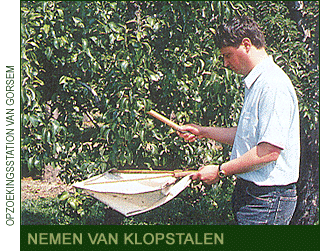 OPZOEKINGSSTATION VAN GORSEM
NEMEN VAN KLOPSTALEN